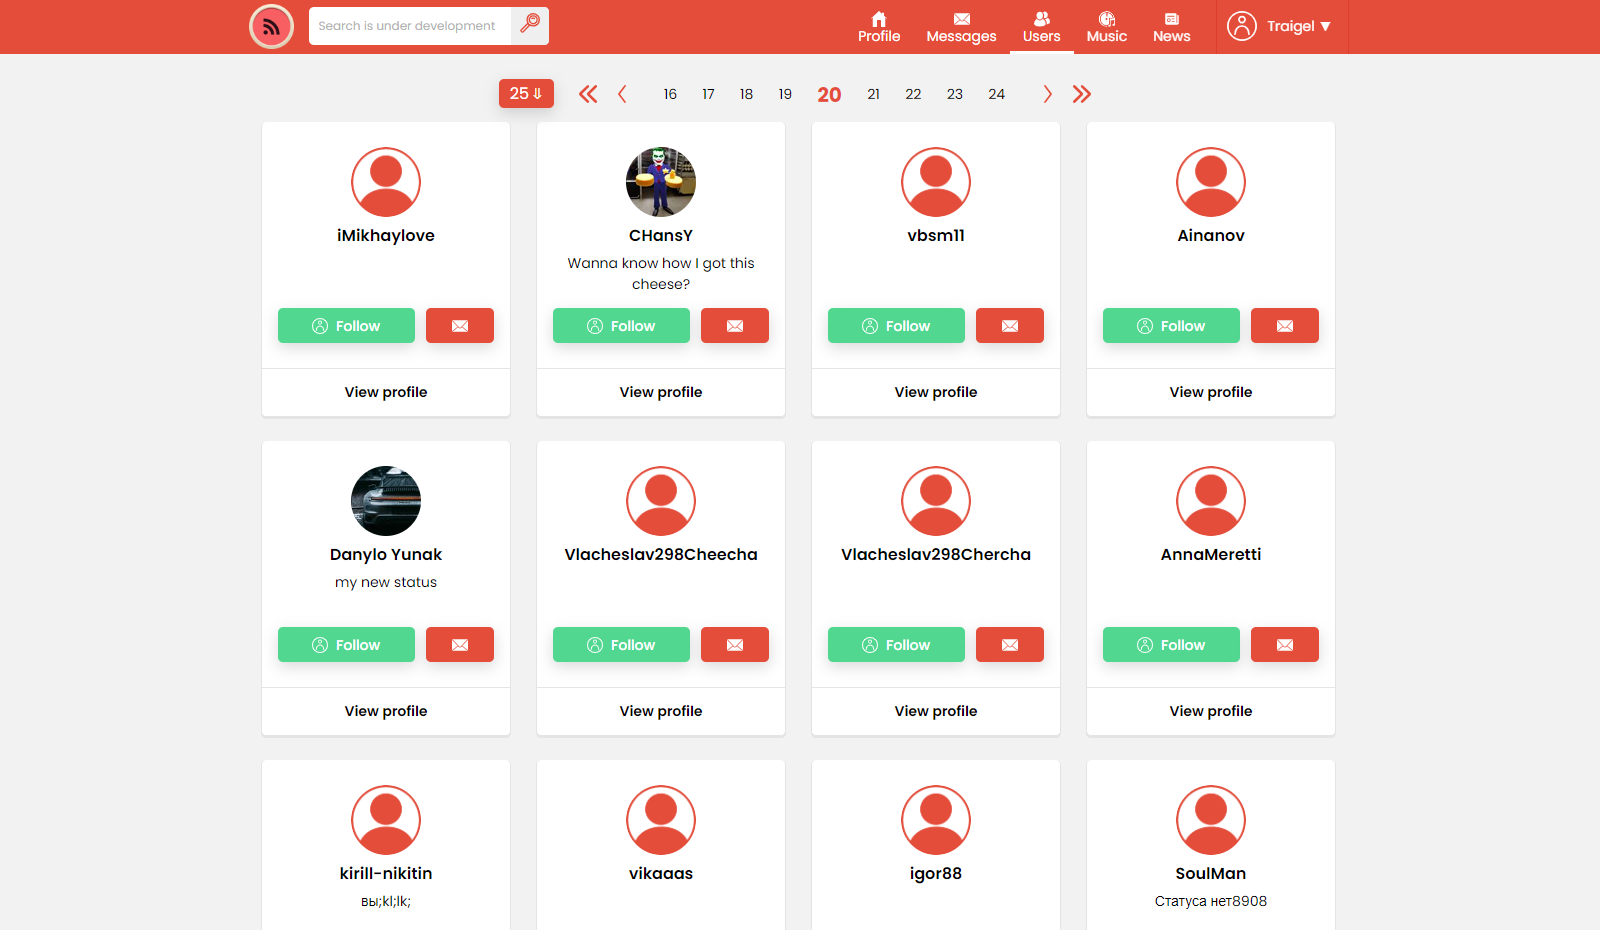 Search is under development
Profile
Messages
Users
Music
News
Traigel ▼
25 ⇓
16 17 18 19 20 21 22 23 24
iMikhaylove
CHansY
vbsm11
Ainanov
Wanna know how I got this
cheese?
Follow
Follow
Follow
Follow
View profile
View profile
View profile
View profile
Danylo Yunak
Vlacheslav298Cheecha
Vlacheslav298Chercha
AnnaMeretti
my new status
Follow
Follow
Follow
Follow
View profile
View profile
View profile
View profile
kirill-nikitin
vikaaas
igor88
SoulMan
вы;kl;lk;
Статуса нет8908